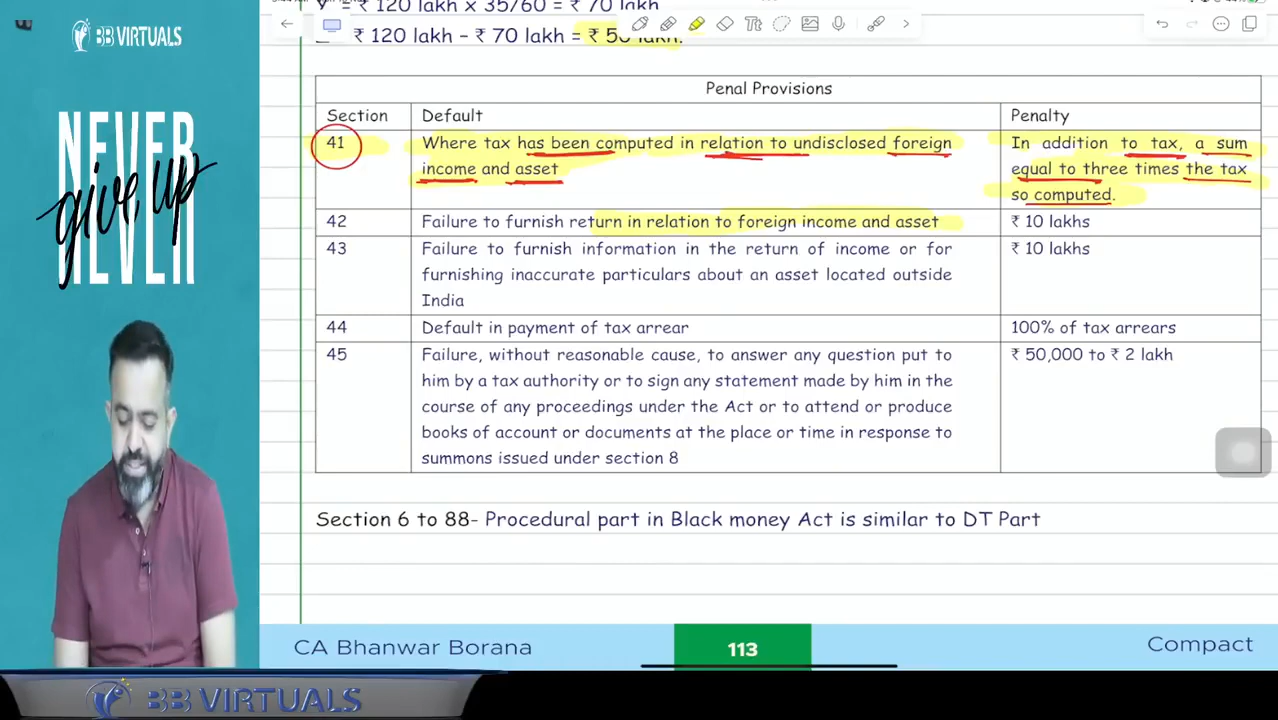 BB VIRTUALS
NEVER
give up
NEVER
= ₹ 120 lakh x 35/60 = ₹ 70 lakh
₹ 120 lakh – ₹ 70 lakh = ₹ 50 lakh.
Penal Provisions
Section Default Penalty
41 Where tax has been computed in relation to undisclosed foreign income and asset In addition to tax, a sum equal to three times the tax so computed.
42 Failure to furnish return in relation to foreign income and asset ₹ 10 lakhs
43 Failure to furnish information in the return of income or for furnishing inaccurate particulars about an asset located outside India ₹ 10 lakhs
44 Default in payment of tax arrear 100% of tax arrears
45 Failure, without reasonable cause, to answer any question put to him by a tax authority or to sign any statement made by him in the course of any proceedings under the Act or to attend or produce books of account or documents at the place or time in response to summons issued under section 8 ₹ 50,000 to ₹ 2 lakh
Section 6 to 88- Procedural part in Black money Act is similar to DT Part
CA Bhanwar Borana 113 Compact
BB VIRTUALS